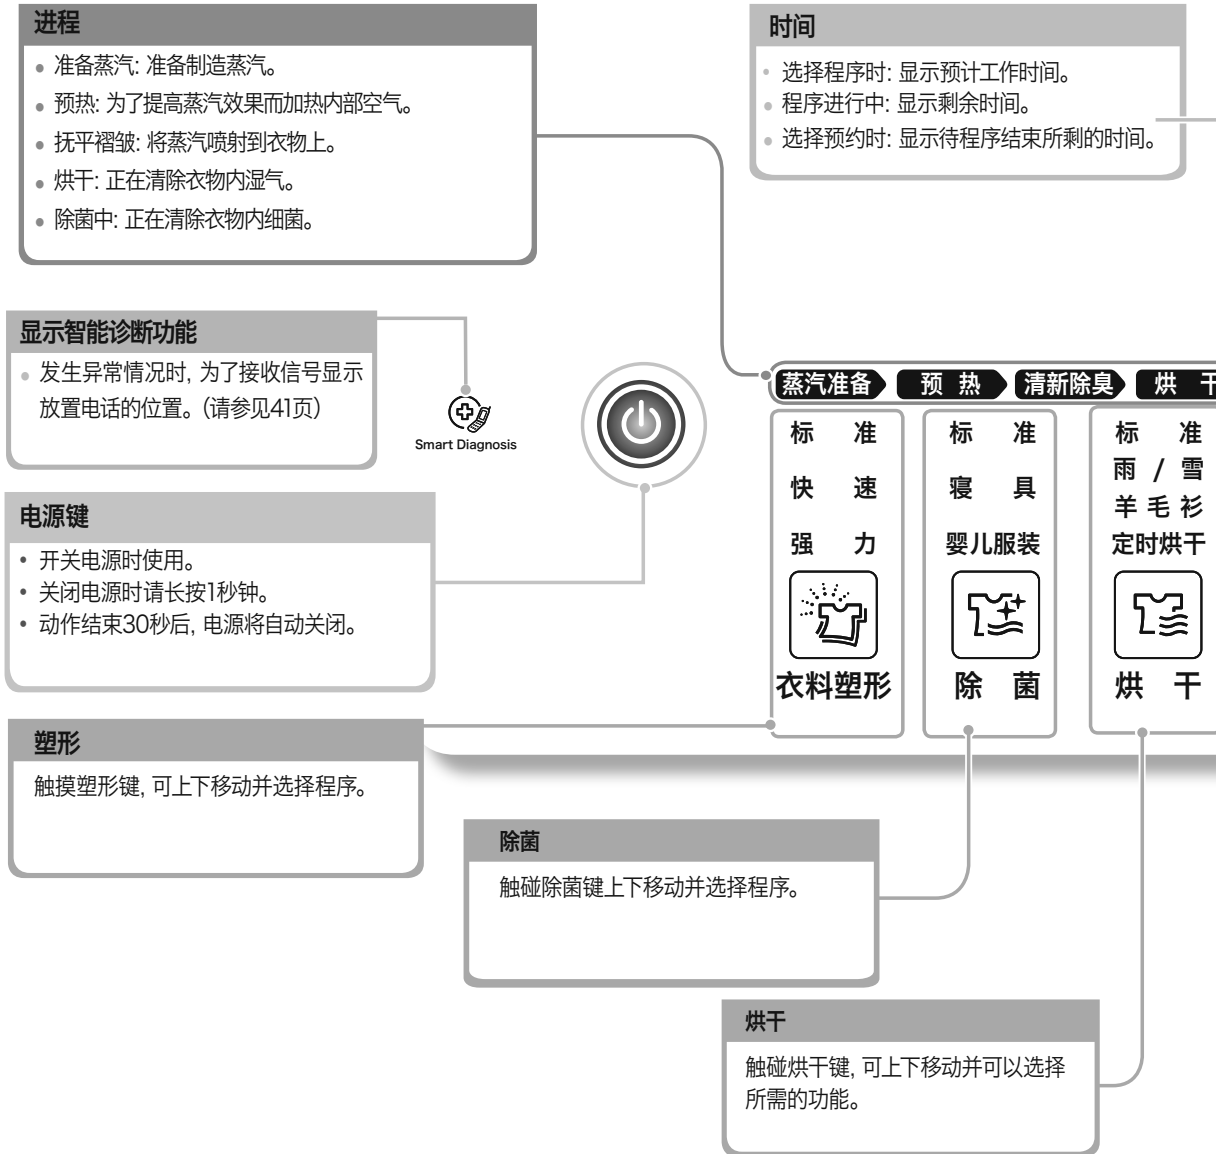 进程
准备蒸汽: 准备制造蒸汽。
预热: 为了提高蒸汽效果而加热内部空气。
抚平褶皱: 将蒸汽喷射到衣物上。
烘干: 正在清除衣物内湿气。
除菌中: 正在清除衣物内细菌。
时间
选择程序时: 显示预计工作时间。
程序进行中: 显示剩余时间。
选择预约时: 显示待程序结束所剩的时间。
显示智能诊断功能
发生异常情况时, 为了接收信号显示
放置电话的位置。(请参见41页)
Smart Diagnosis
电源键
• 开关电源时使用。
• 关闭电源时请长按1秒钟。
• 动作结束30秒后, 电源将自动关闭。
蒸汽准备 预 热 清新除臭 烘 干
标 准
快 速
强 力
衣料塑形
标 准
寝 具
婴儿服装
除 菌
标 准
雨 / 雪
羊 毛 衫
定时烘干
烘 干
塑形
触摸塑形键, 可上下移动并选择程序。
除菌
触碰除菌键上下移动并选择程序。
烘干
触碰烘干键, 可上下移动并可以选择
所需的功能。